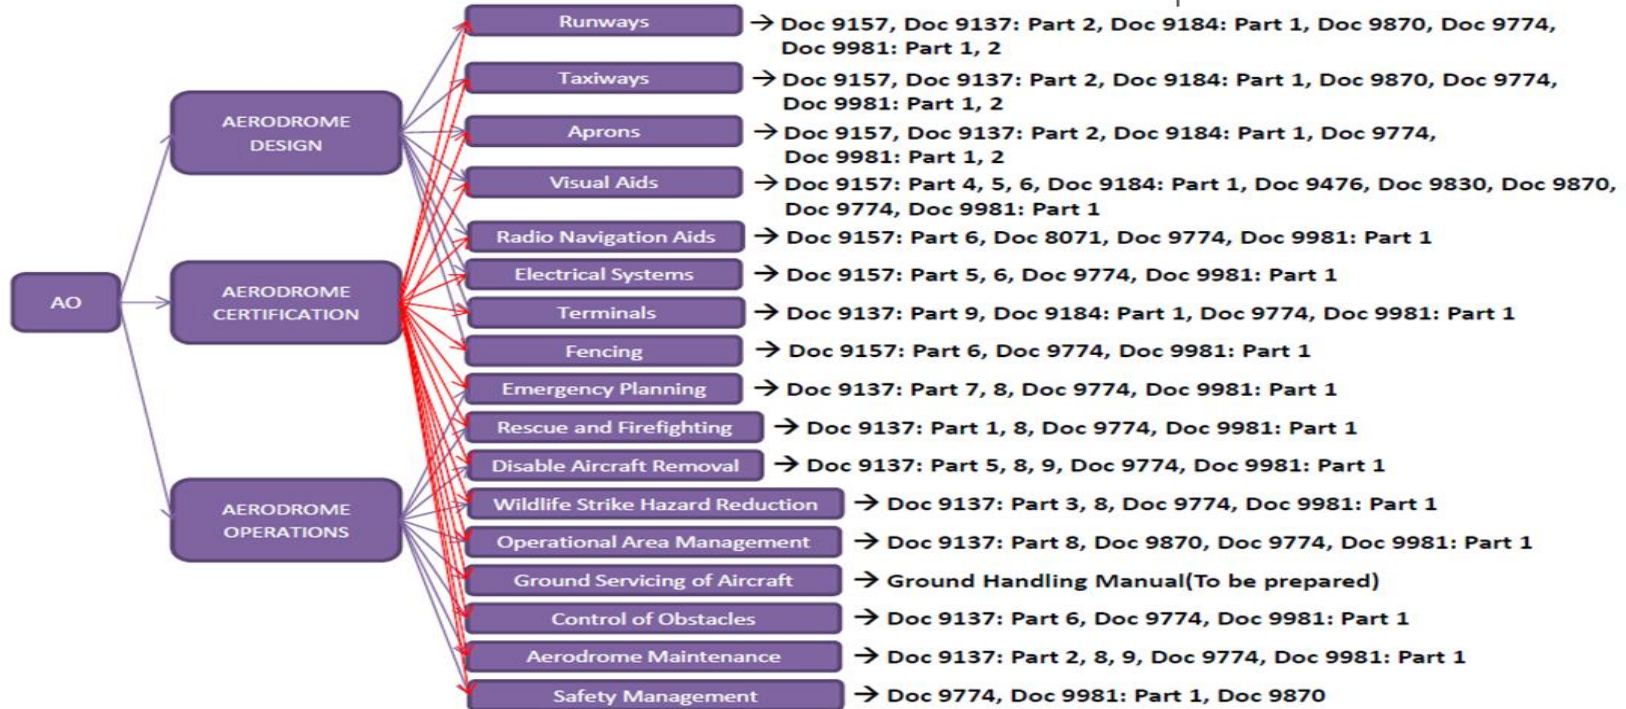 AO
AERODROME
DESIGN
AERODROME
CERTIFICATION
AERODROME
OPERATIONS
Runways → Doc 9157, Doc 9137: Part 2, Doc 9184: Part 1, Doc 9870, Doc 9774,
Doc 9981: Part 1, 2
Taxiways → Doc 9157, Doc 9137: Part 2, Doc 9184: Part 1, Doc 9870, Doc 9774,
Doc 9981: Part 1, 2
Aprons → Doc 9157, Doc 9137: Part 2, Doc 9184: Part 1, Doc 9774,
Doc 9981: Part 1, 2
Visual Aids → Doc 9157: Part 4, 5, 6, Doc 9184: Part 1, Doc 9476, Doc 9830, Doc 9870,
Doc 9774, Doc 9981: Part 1
Radio Navigation Aids → Doc 9157: Part 6, Doc 8071, Doc 9774, Doc 9981: Part 1
Electrical Systems → Doc 9157: Part 5, 6, Doc 9774, Doc 9981: Part 1
Terminals → Doc 9137: Part 9, Doc 9184: Part 1, Doc 9774, Doc 9981: Part 1
Fencing → Doc 9157: Part 6, Doc 9774, Doc 9981: Part 1
Emergency Planning → Doc 9137: Part 7, 8, Doc 9774, Doc 9981: Part 1
Rescue and Firefighting → Doc 9137: Part 1, 8, Doc 9774, Doc 9981: Part 1
Disable Aircraft Removal → Doc 9137: Part 5, 8, 9, Doc 9774, Doc 9981: Part 1
Wildlife Strike Hazard Reduction → Doc 9137: Part 3, 8, Doc 9774, Doc 9981: Part 1
Operational Area Management → Doc 9137: Part 8, Doc 9870, Doc 9774, Doc 9981: Part 1
Ground Servicing of Aircraft → Ground Handling Manual(To be prepared)
Control of Obstacles → Doc 9137: Part 6, Doc 9774, Doc 9981: Part 1
Aerodrome Maintenance → Doc 9137: Part 2, 8, 9, Doc 9774, Doc 9981: Part 1
Safety Management → Doc 9774, Doc 9981: Part 1, Doc 9870